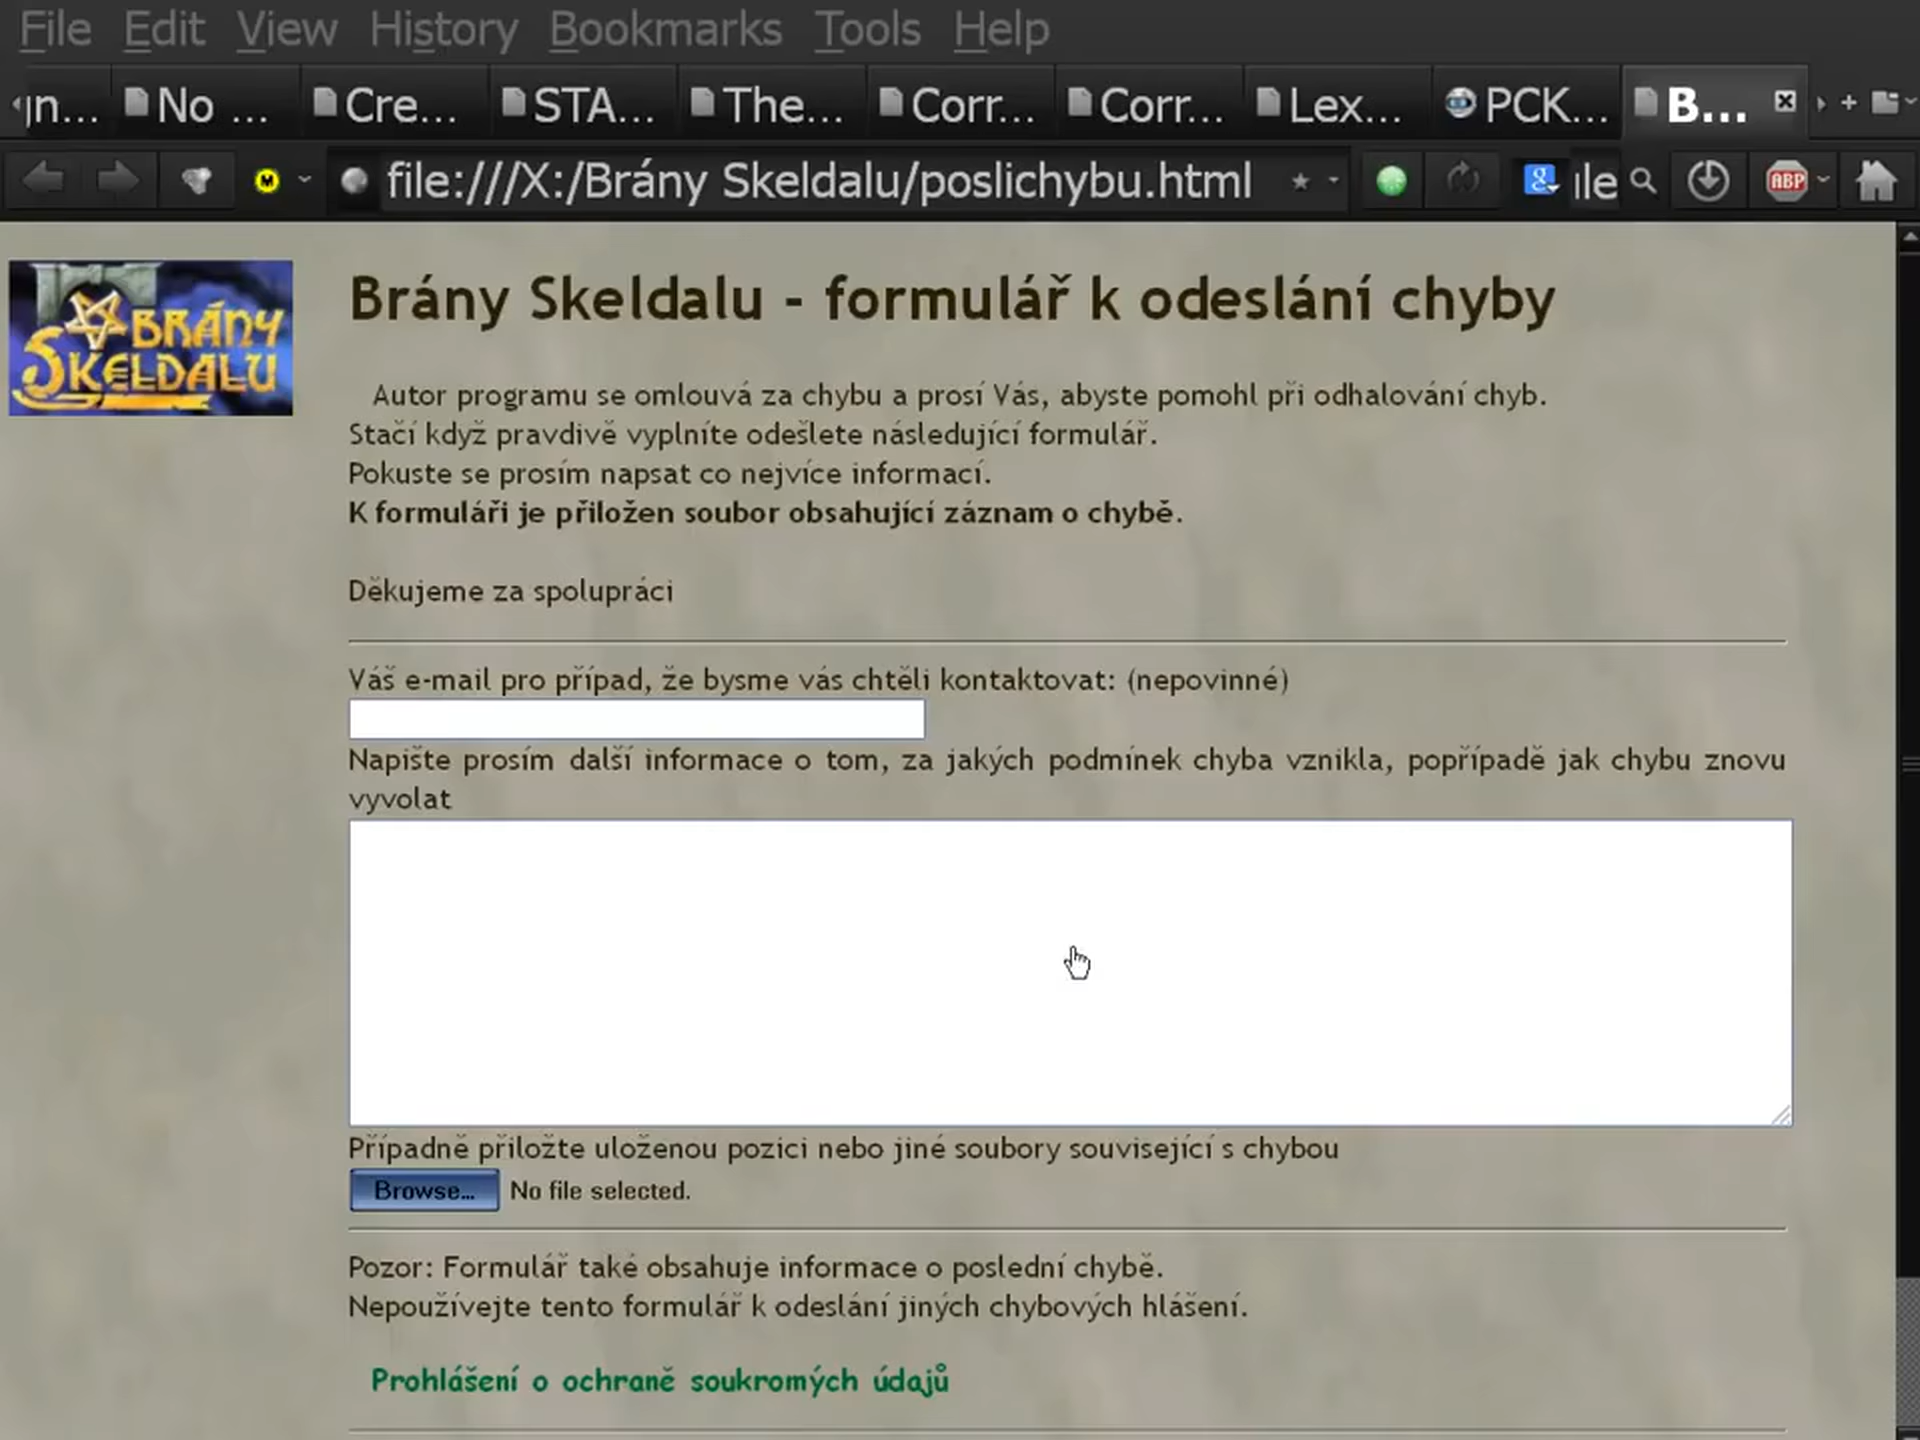 File Edit View History Bookmarks Tools Help
No ... Cre... STA... The... Corr... Corr... Lex... PCK... B...
file:///X:/Brány Skeldalu/poslichybu.html ABP
BRÁNY
SKELDALU
Brány Skeldalu - formulář k odeslání chyby
Autor programu se omlouvá za chybu a prosí Vás, abyste pomohl při odhalování chyb.
Stačí když pravdivě vyplníte odešlete následující formulář.
Pokuste se prosím napsat co nejvíce informací.
K formuláři je přiložen soubor obsahující záznam o chybě.
Děkujeme za spolupráci
Váš e-mail pro případ, že bysme vás chtěli kontaktovat: (nepovinné)
Napište prosím další informace o tom, za jakých podmínek chyba vznikla, popřípadě jak chybu znovu
vyvolat
Případně přiložte uloženou pozici nebo jiné soubory související s chybou
Browse... No file selected.
Pozor: Formulář také obsahuje informace o poslední chybě.
Nepoužívejte tento formulář k odeslání jiných chybových hlášení.
Prohlášení o ochraně soukromých údajů